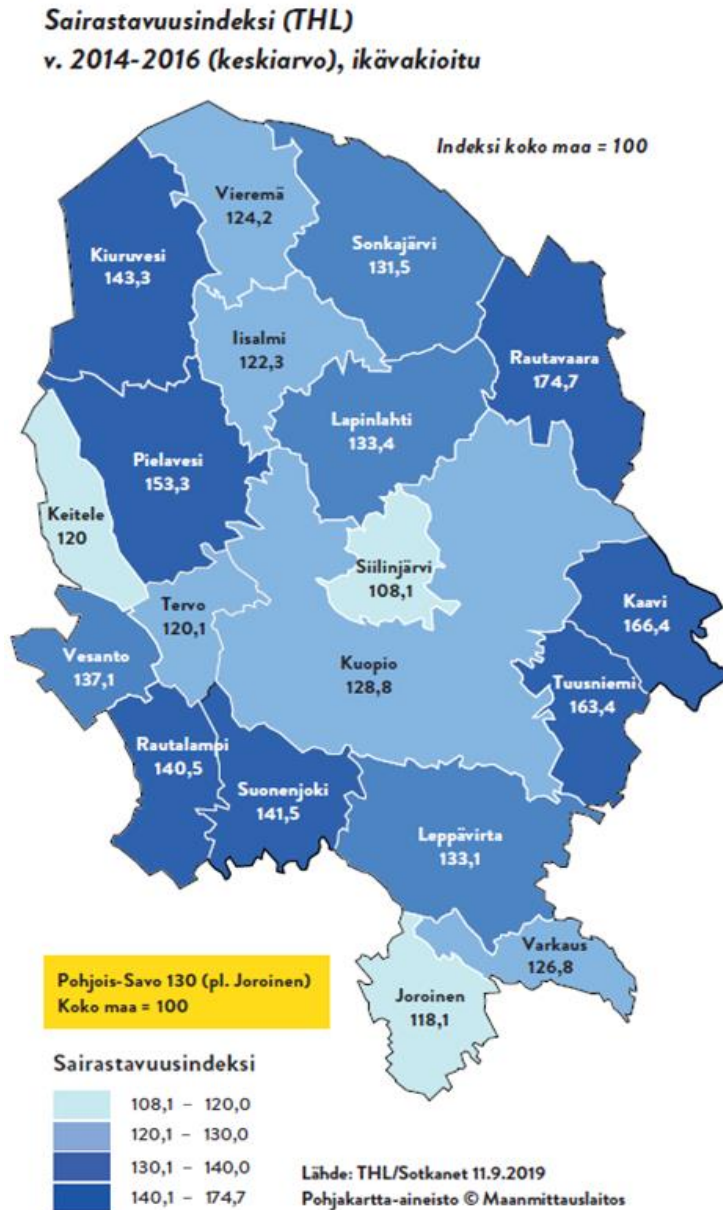 Sairastavuusindeksi (THL)
v. 2014-2016 (keskiarvo), ikävakioitu
Indeksi koko maa = 100
Vieremä
124,2
Kiuruvesi
143,3
Sonkajärvi
131,5
Iisalmi
122,3
Rautavaara
174,7
Lapinlahti
133,4
Pielavesi
153,3
Keitele
120
Siilinjärvi
108,1
Tervo
120,1
Kaavi
166,4
Vesanto
137,1
Kuopio
128,8
Tuusniemi
163,4
Rautalampi
140,5
Suonenjoki
141,5
Leppävirta
133,1
Varkaus
126,8
Joroinen
118,1
Pohjois-Savo 130 (pl. Joroinen)
Koko maa = 100
Sairastavuusindeksi
108,1 – 120,0
120,1 – 130,0
130,1 – 140,0
140,1 – 174,7
Lähde: THL/Sotkanet 11.9.2019
Pohjakartta-aineisto © Maanmittauslaitos